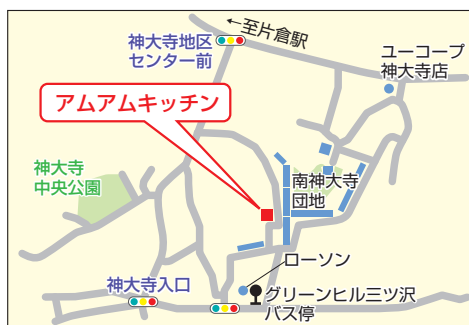 ←至片倉駅
神大寺地区
センター前
ユーコープ
神大寺店
アムアムキッチン
神大寺
中央公園
南神大寺
団地
ローソン
神大寺入口
グリーンヒル三ツ沢
バス停